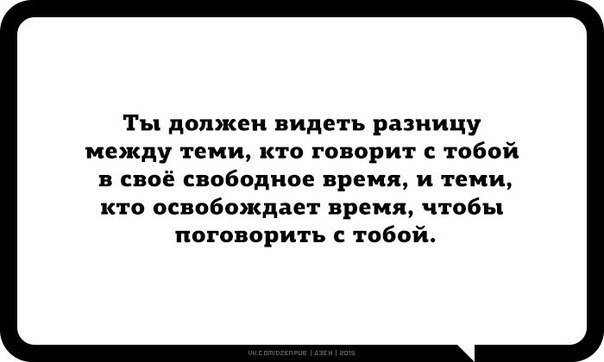 Ты должен видеть разницу
между теми, кто говорит с тобой
в своё свободное время, и теми,
кто освобождает время, чтобы
поговорить с тобой.
VK.COM/DZENPUB | ДЗЕН | 2015